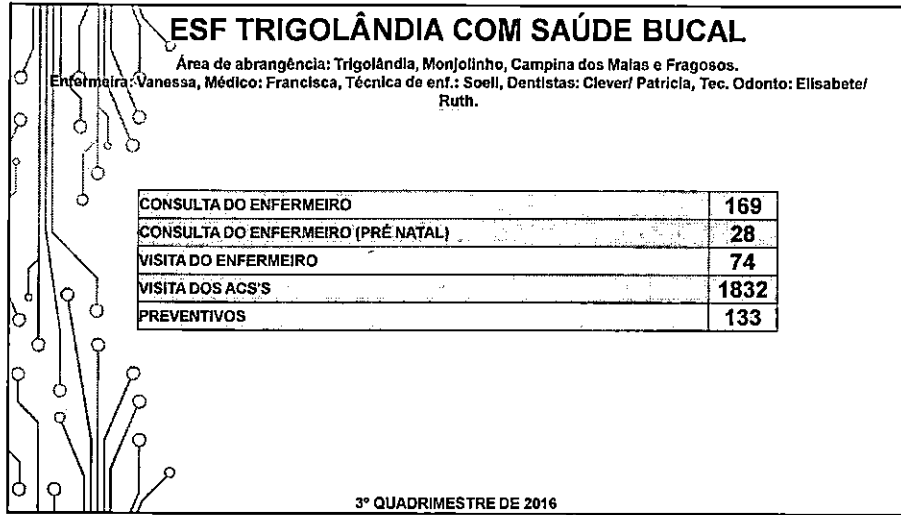 ESF TRIGOLÂNDIA COM SAÚDE BUCAL
Área de abrangência: Trigolândia, Monjolinho, Campina dos Maias e Fragosos.
Enfermeira: Vanessa, Médico: Francisca, Técnica de enf.: Soeli, Dentistas: Clever/ Patricia, Tec. Odonto: Elisabete/
Ruth.
CONSULTA DO ENFERMEIRO 169
CONSULTA DO ENFERMEIRO (PRÉ NATAL) 28
VISITA DO ENFERMEIRO 74
VISITA DOS ACS'S 1832
PREVENTIVOS 133
3º QUADRIMESTRE DE 2016